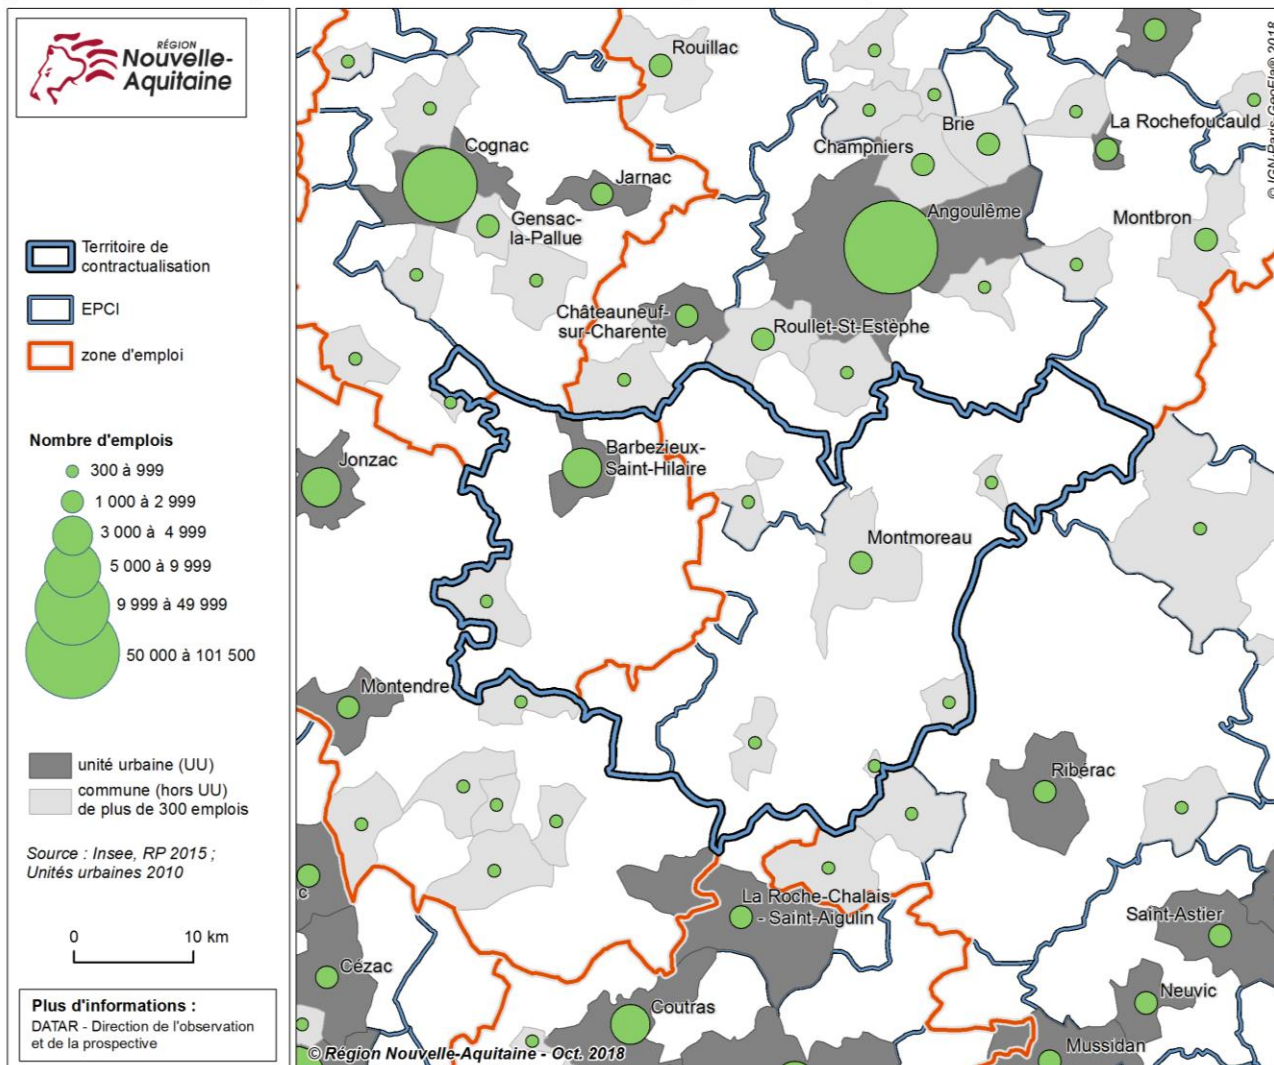 RÉGION
Nouvelle-
Aquitaine
Territoire de
contractualisation
EPCI
zone d'emploi
Nombre d'emplois
300 à 999
1 000 à 2 999
3 000 à 4 999
5 000 à 9 999
9 999 à 49 999
50 000 à 101 500
unité urbaine (UU)
commune (hors UU)
de plus de 300 emplois
Source : Insee, RP 2015 ;
Unités urbaines 2010
0 10 km
Plus d'informations :
DATAR - Direction de l'observation
et de la prospective
Rouillac
Cognac
Jarnac
Gensac-
la-Pallue
Châteauneuf-
sur-Charente
Champniers
Brie
La Rochefoucauld
Angoulême
Montbron
Roullet-St-Estèphe
Jonzac
Barbezieux-
Saint-Hilaire
Montmoreau
Montendre
Ribérac
La Roche-Chalais
- Saint-Aigulin
Saint-Astier
c
Cézac
Coutras
Neuvic
Mussidan
© Région Nouvelle-Aquitaine - Oct. 2018